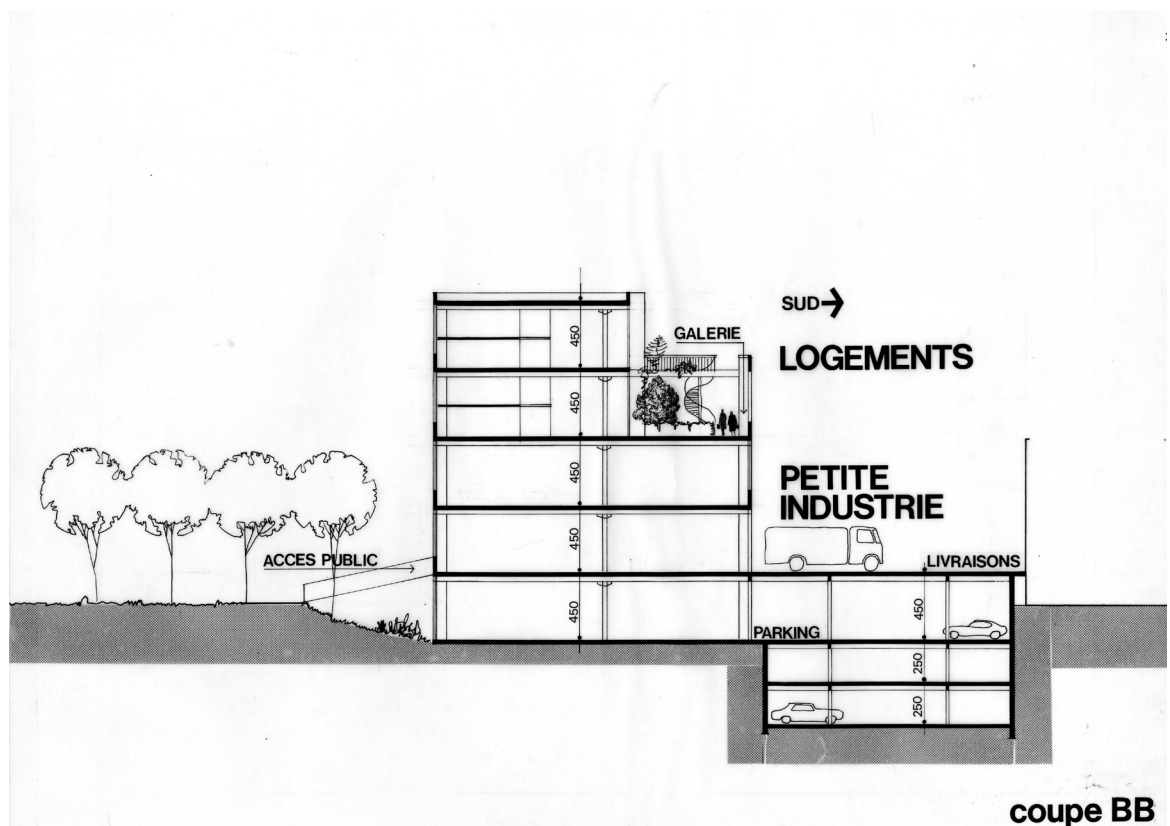 SUD
GALERIE
LOGEMENTS
450
450
450
PETITE
INDUSTRIE
450
ACCES PUBLIC
LIVRAISONS
450
450
PARKING
250
250
coupe BB